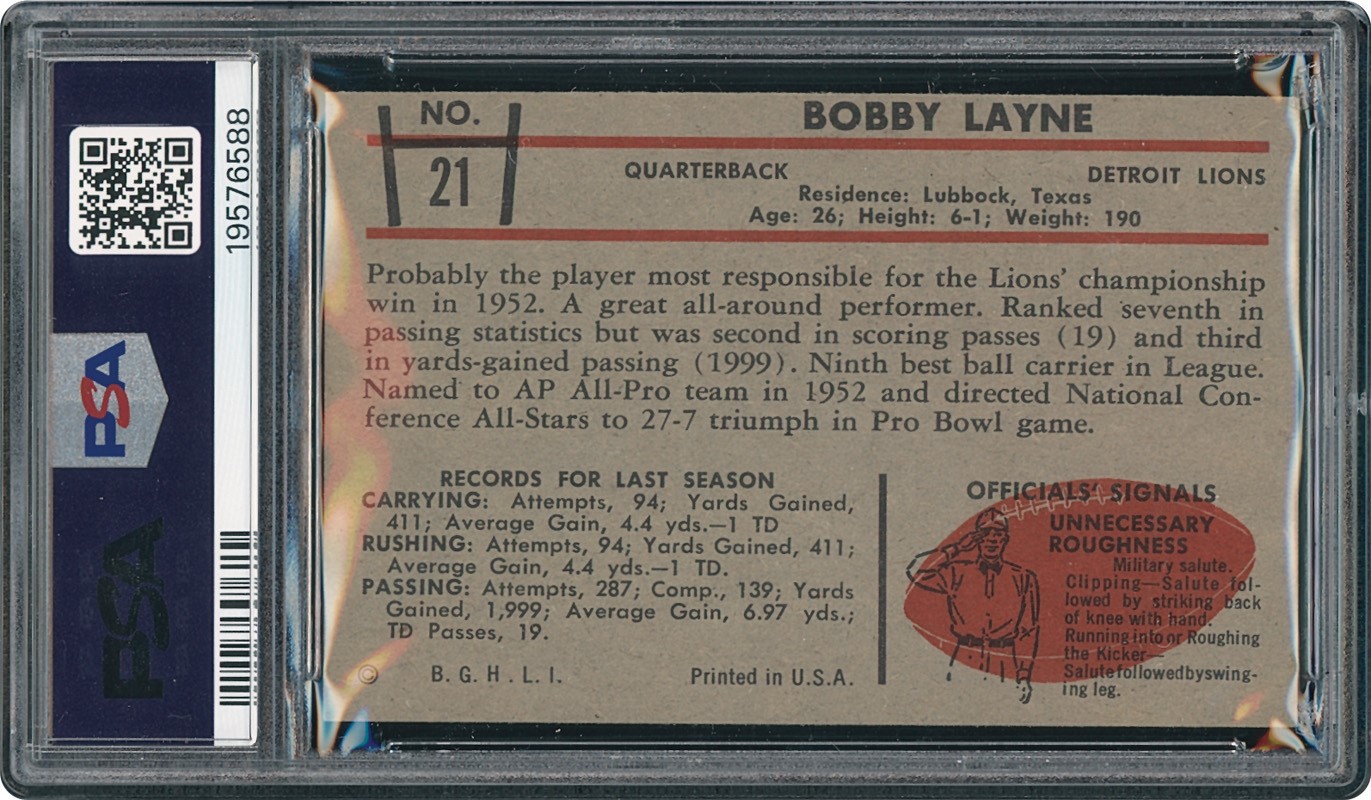 PSA
19576588
PSA
NO.
21
BOBBY LAYNE
QUARTERBACK
DETROIT LIONS
Residence: Lubbock, Texas
Age: 26; Height: 6-1; Weight: 190
Probably the player most responsible for the Lions' championship
win in 1952. A great all-around performer. Ranked seventh in
passing statistics but was second in scoring passes (19) and third
in yards-gained passing (1999). Ninth best ball carrier in League.
Named to AP All-Pro team in 1952 and directed National Con-
ference All-Stars to 27-7 triumph in Pro Bowl game.
RECORDS FOR LAST SEASON
CARRYING: Attempts, 94; Yards Gained,
411; Average Gain, 4.4 yds.—1 TD
RUSHING: Attempts, 94; Yards Gained, 411;
Average Gain, 4.4 yds.—1 TD.
PASSING: Attempts, 287; Comp., 139; Yards
Gained, 1,999; Average Gain, 6.97 yds.;
TD Passes, 19.
© B. G. H. L. I. Printed in U.S.A.
OFFICIALS' SIGNALS
UNNECESSARY
ROUGHNESS
Military salute.
Clipping—Salute fol-
lowed by striking back
of knee with hand.
Running into or Roughing
the Kicker—
Salute followed by swing-
ing leg.